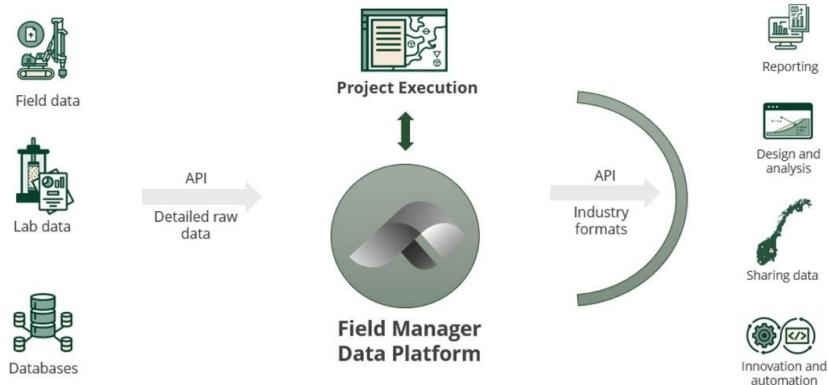 Field data
Lab data
Databases
API
Detailed raw
data
Project Execution
Field Manager
Data Platform
API
Industry
formats
Reporting
Design and
analysis
Sharing data
Innovation and
automation